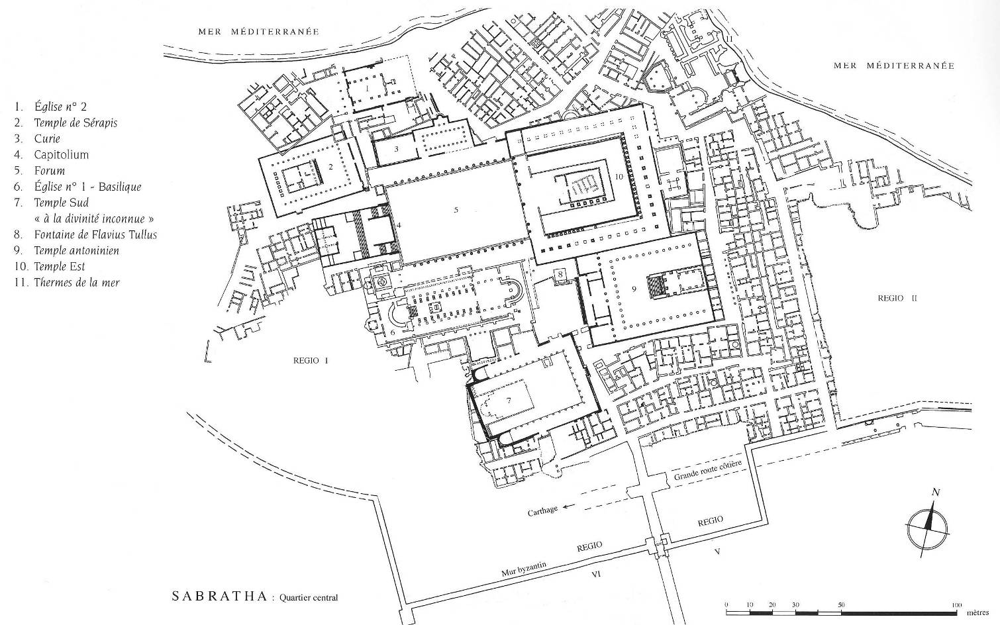 MER MÉDITERRANÉE
MER MÉDITERRANÉE
1. Église n° 2
2. Temple de Sérapis
3. Curie
4. Capitolium
5. Forum
6. Église n° 1 - Basilique
7. Temple Sud
« à la divinité inconnue »
8. Fontaine de Flavius Tullus
9. Temple antoninien
10. Temple Est
11. Thermes de la mer
11
1
2
3
10
5
4
8
9
6
7
REGIO II
REGIO I
Grande route côtière
Carthage
N
REGIO
REGIO
V
Mur byzantin
VI
SABRATHA : Quartier central
0 10 20 30 50 100
mètres